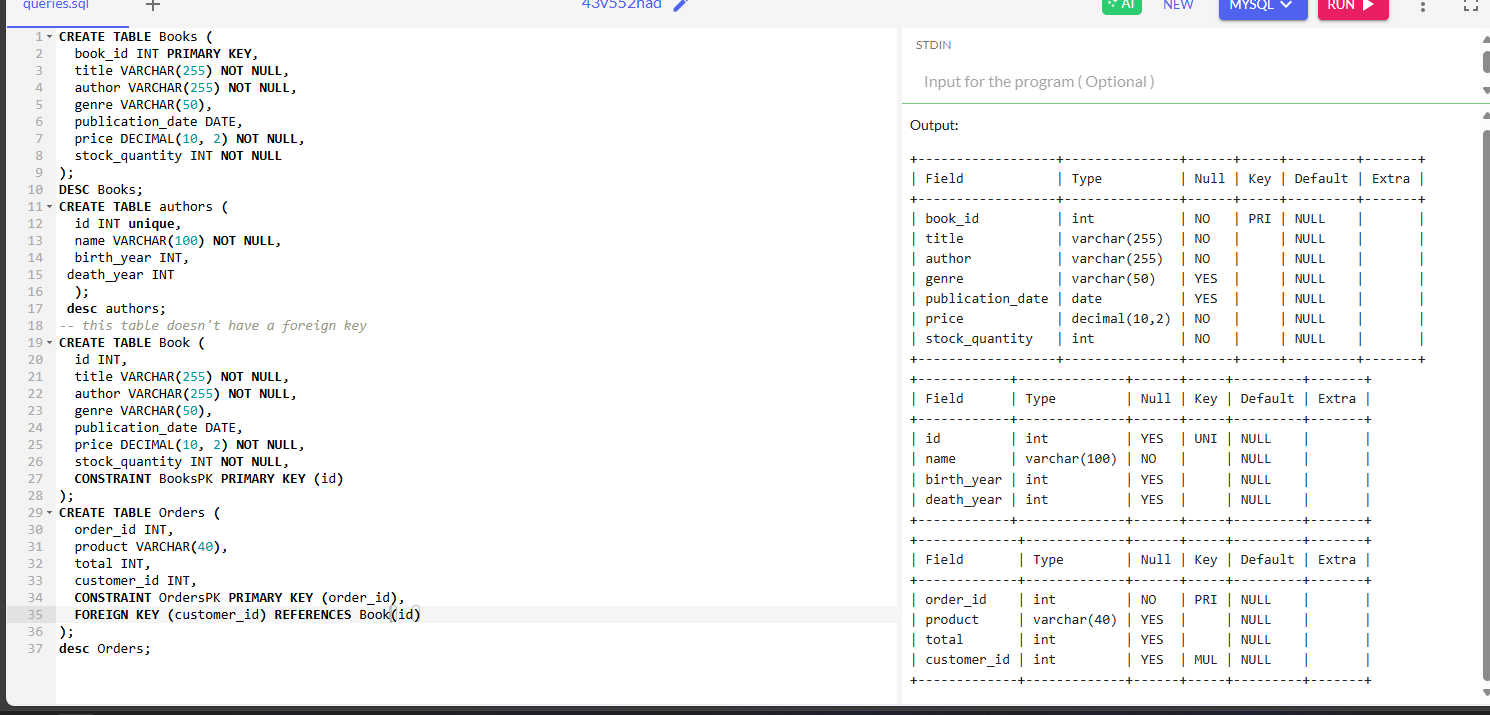 queries.sql + 43v552had AI NEW MYSQL RUN
1 CREATE TABLE Books (
2   book_id INT PRIMARY KEY,
3   title VARCHAR(255) NOT NULL,
4   author VARCHAR(255) NOT NULL,
5   genre VARCHAR(50),
6   publication_date DATE,
7   price DECIMAL(10, 2) NOT NULL,
8   stock_quantity INT NOT NULL
9 );
10 DESC Books;
11 CREATE TABLE authors (
12   id INT unique,
13   name VARCHAR(100) NOT NULL,
14   birth_year INT,
15  death_year INT
16   );
17  desc authors;
18 -- this table doesn't have a foreign key
19 CREATE TABLE Book (
20   id INT,
21   title VARCHAR(255) NOT NULL,
22   author VARCHAR(255) NOT NULL,
23   genre VARCHAR(50),
24   publication_date DATE,
25   price DECIMAL(10, 2) NOT NULL,
26   stock_quantity INT NOT NULL,
27   CONSTRAINT BooksPK PRIMARY KEY (id)
28 );
29 CREATE TABLE Orders (
30   order_id INT,
31   product VARCHAR(40),
32   total INT,
33   customer_id INT,
34   CONSTRAINT OrdersPK PRIMARY KEY (order_id),
35   FOREIGN KEY (customer_id) REFERENCES Book(id)
36 );
37 desc Orders;
STDIN
Input for the program ( Optional )
Output:
+------------------+---------------+------+-----+---------+-------+
| Field            | Type          | Null | Key | Default | Extra |
+------------------+---------------+------+-----+---------+-------+
| book_id          | int           | NO   | PRI | NULL    |       |
| title            | varchar(255)  | NO   |     | NULL    |       |
| author           | varchar(255)  | NO   |     | NULL    |       |
| genre            | varchar(50)   | YES  |     | NULL    |       |
| publication_date | date          | YES  |     | NULL    |       |
| price            | decimal(10,2) | NO   |     | NULL    |       |
| stock_quantity   | int           | NO   |     | NULL    |       |
+------------------+---------------+------+-----+---------+-------+
+------------+--------------+------+-----+---------+-------+
| Field      | Type         | Null | Key | Default | Extra |
+------------+--------------+------+-----+---------+-------+
| id         | int          | YES  | UNI | NULL    |       |
| name       | varchar(100) | NO   |     | NULL    |       |
| birth_year | int          | YES  |     | NULL    |       |
| death_year | int          | YES  |     | NULL    |       |
+------------+--------------+------+-----+---------+-------+
+-------------+-------------+------+-----+---------+-------+
| Field       | Type        | Null | Key | Default | Extra |
+-------------+-------------+------+-----+---------+-------+
| order_id    | int         | NO   | PRI | NULL    |       |
| product     | varchar(40) | YES  |     | NULL    |       |
| total       | int         | YES  |     | NULL    |       |
| customer_id | int         | YES  | MUL | NULL    |       |
+-------------+-------------+------+-----+---------+-------+